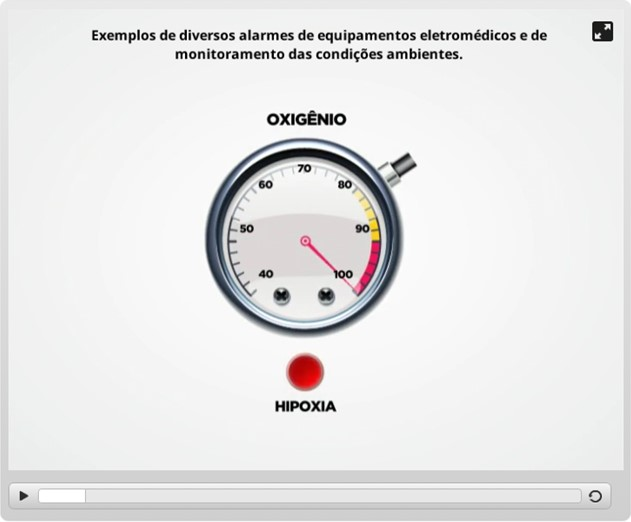 Exemplos de diversos alarmes de equipamentos eletromédicos e de
monitoramento das condições ambientes.
OXIGÊNIO
70
60
80
50
90
40
100
HIPOXIA